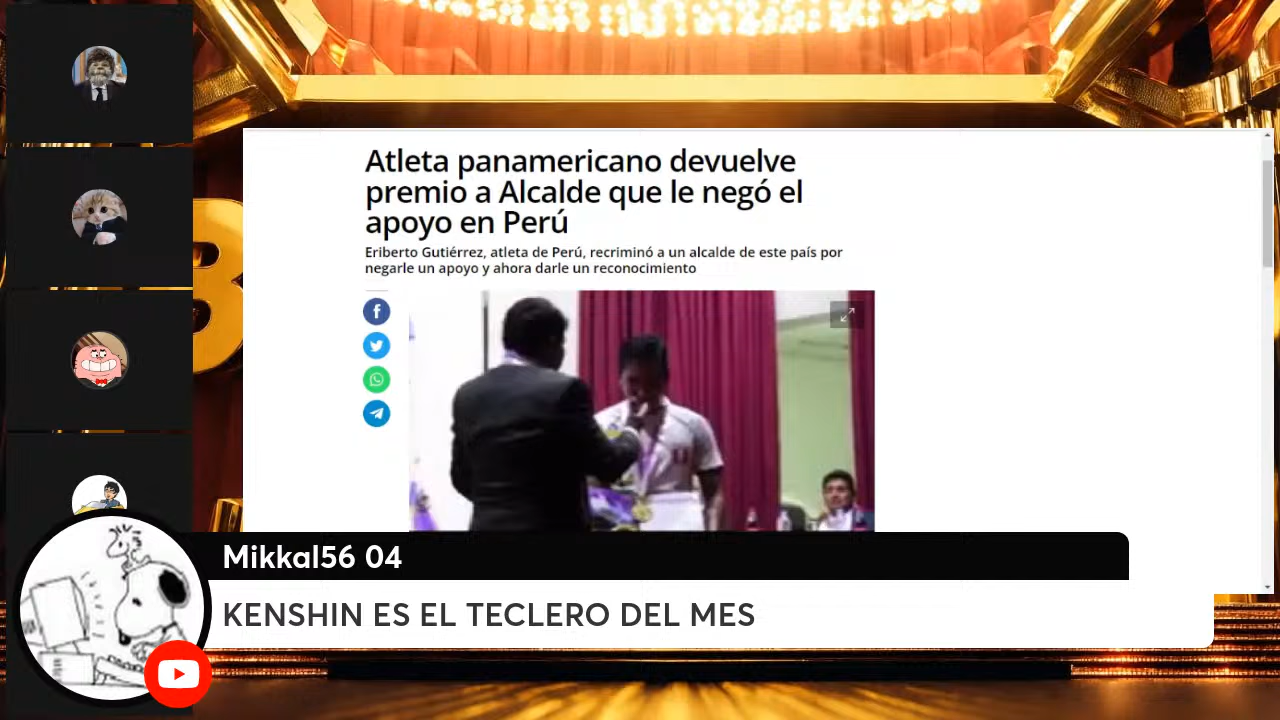 Atleta panamericano devuelve
premio a Alcalde que le negó el
apoyo en Perú
Eriberto Gutiérrez, atleta de Perú, recriminó a un alcalde de este país por
negarle un apoyo y ahora darle un reconocimiento
Mikkal56 04
KENSHIN ES EL TECLERO DEL MES